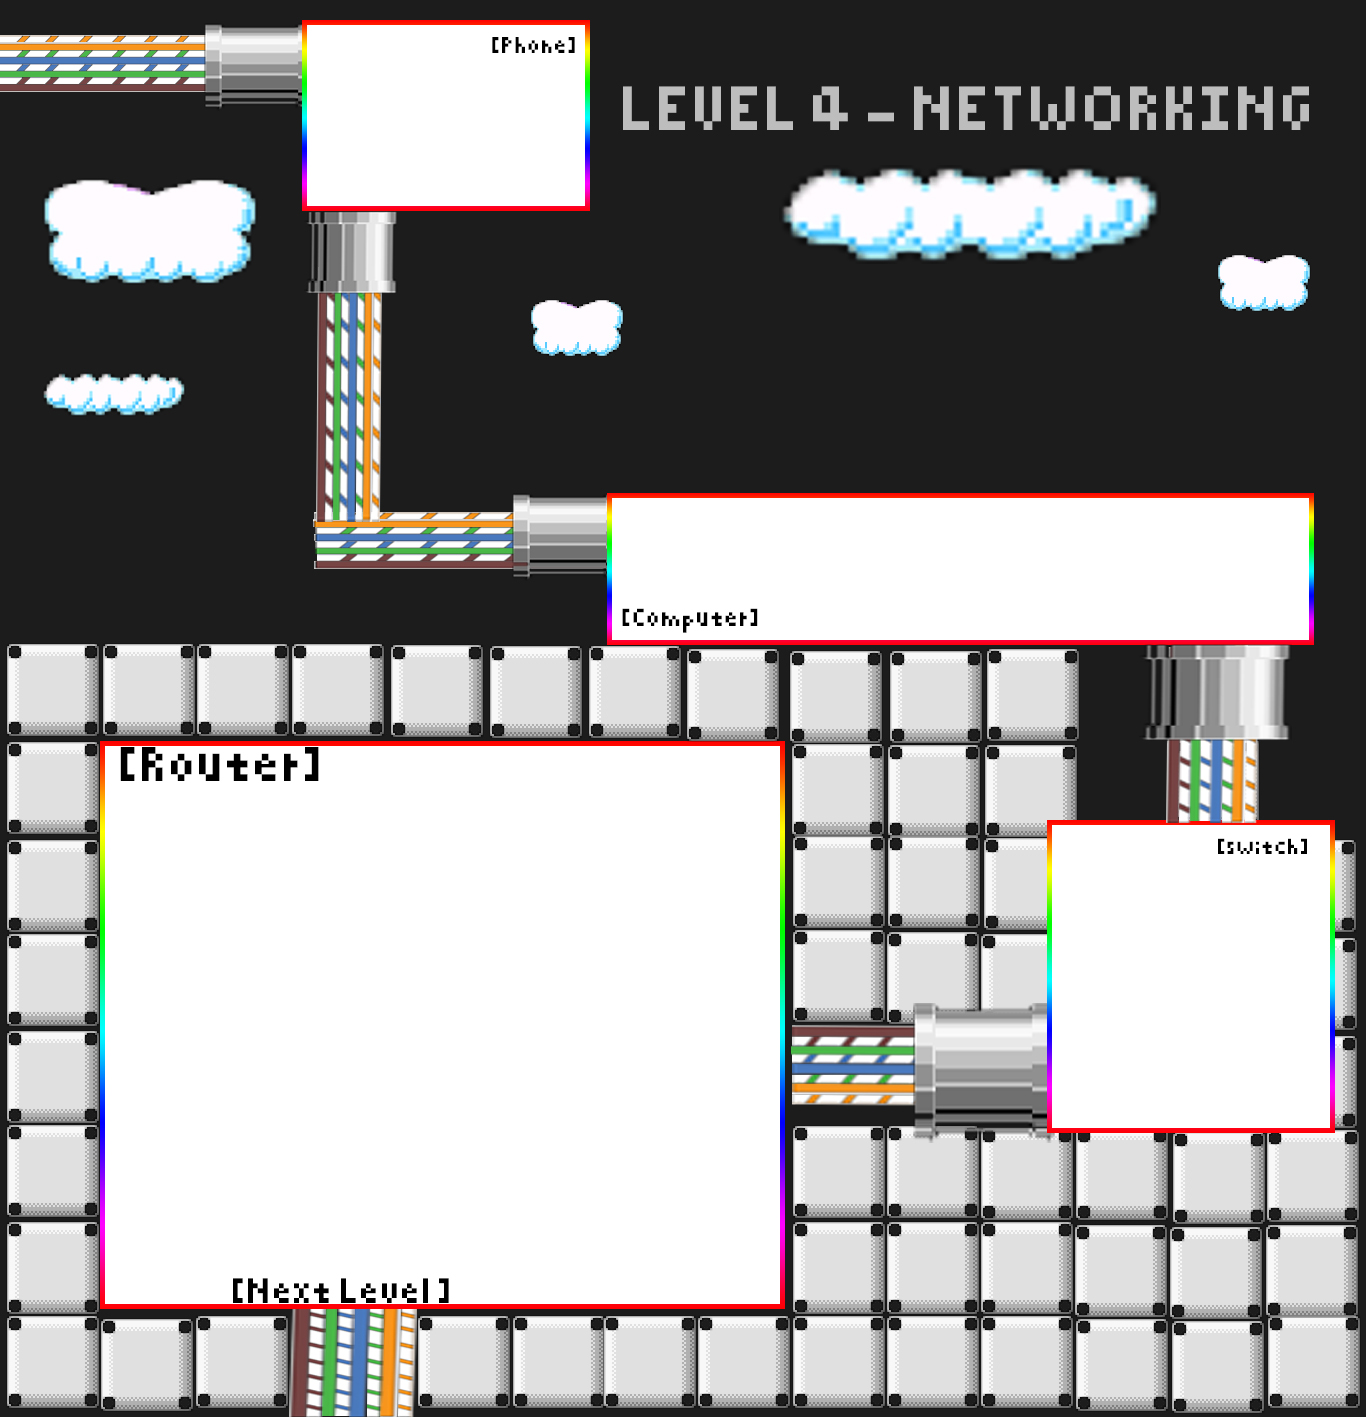 [Phone]
LEVEL 4 - NETWORKING
[Computer]
[Router]
[switch]
[Next Level]